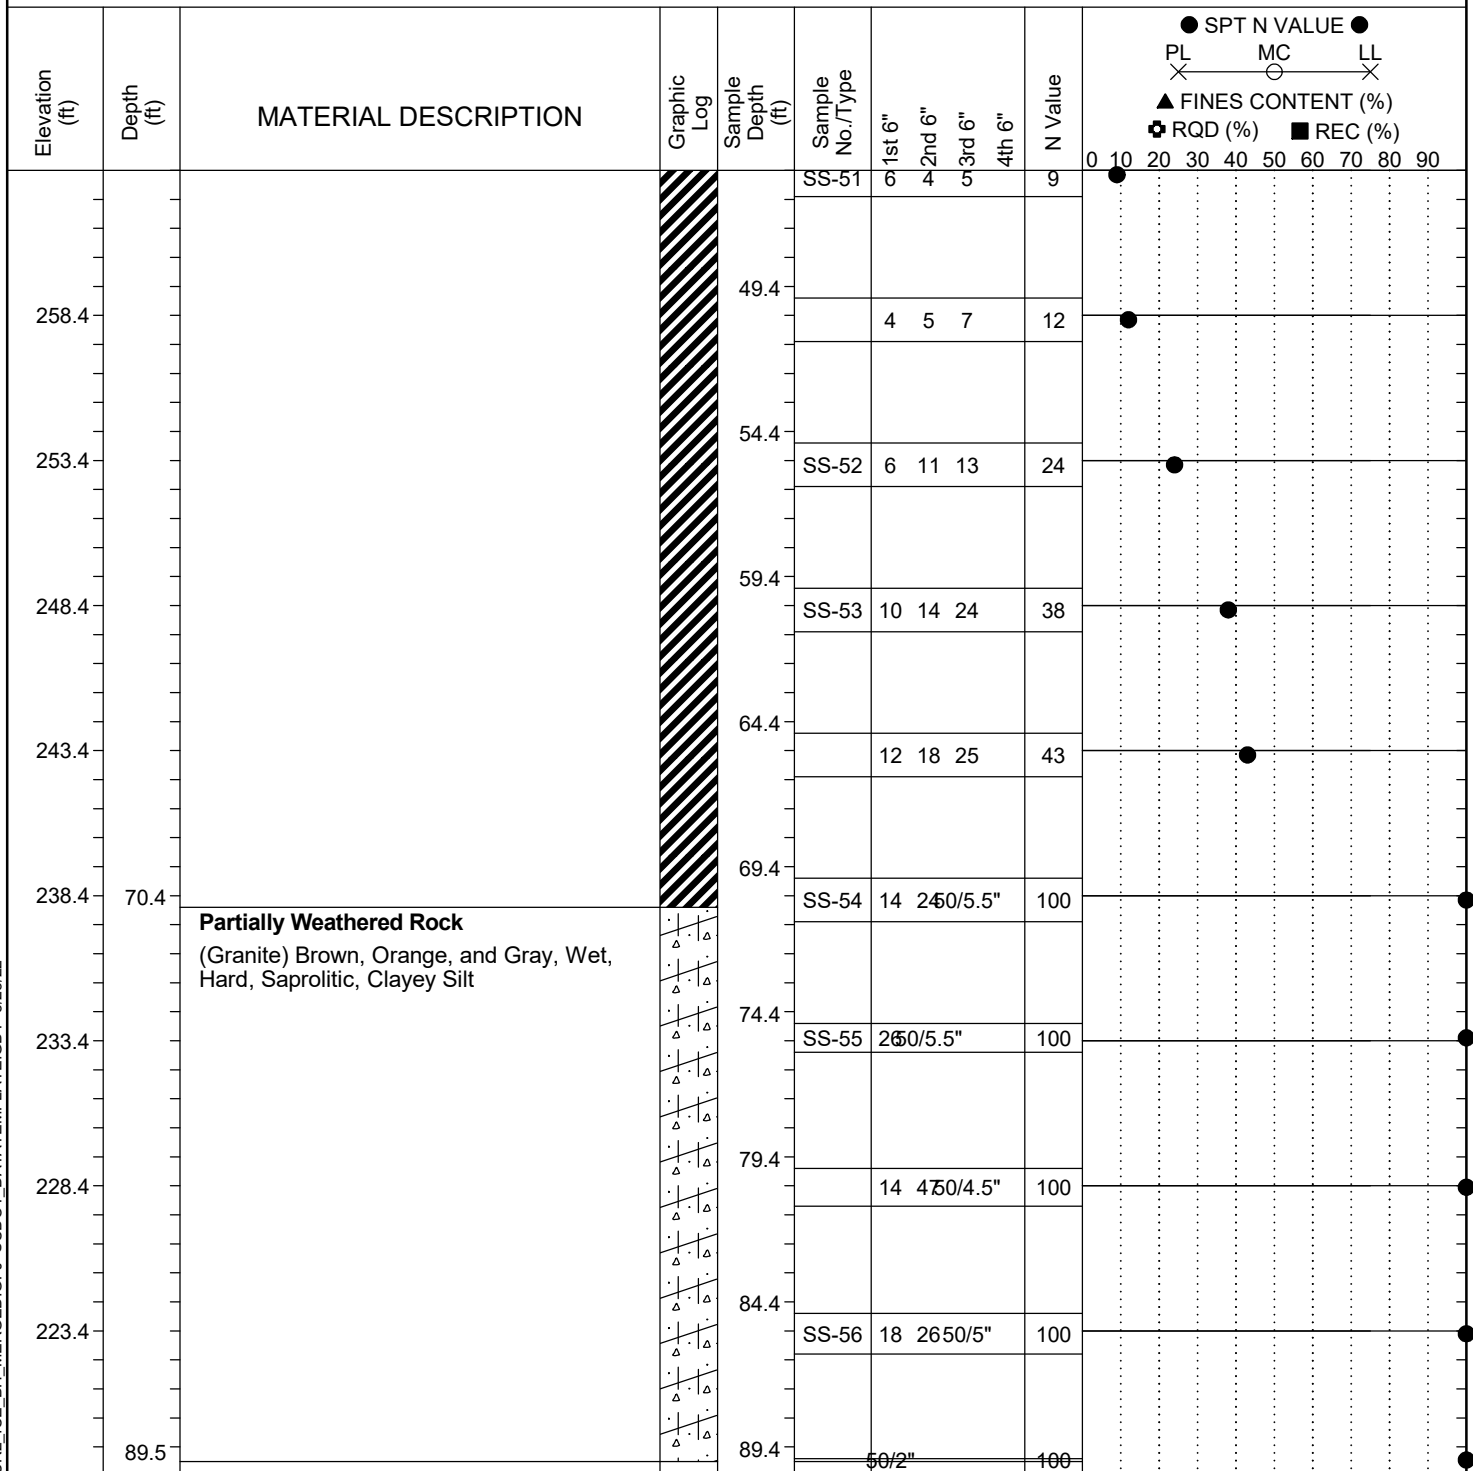 ● SPT N VALUE ●
PL MC LL
▲ FINES CONTENT (%)
RQD (%) ■ REC (%)
Elevation (ft)
Depth (ft)
MATERIAL DESCRIPTION
Graphic Log
Sample Depth (ft)
Sample No./Type
1st 6"
2nd 6"
3rd 6"
4th 6"
N Value
0 10 20 30 40 50 60 70 80 90
SS-51 6 4 5 9
49.4
258.4 4 5 7 12
54.4
253.4 SS-52 6 11 13 24
59.4
248.4 SS-53 10 14 24 38
64.4
243.4 12 18 25 43
69.4
238.4 70.4 SS-54 14 24 50/5.5" 100
Partially Weathered Rock
(Granite) Brown, Orange, and Gray, Wet,
Hard, Saprolitic, Clayey Silt
74.4
233.4 SS-55 26 50/5.5" 100
79.4
228.4 14 47 50/4.5" 100
84.4
223.4 SS-56 18 26 50/5" 100
89.5 89.4
50/2" 100